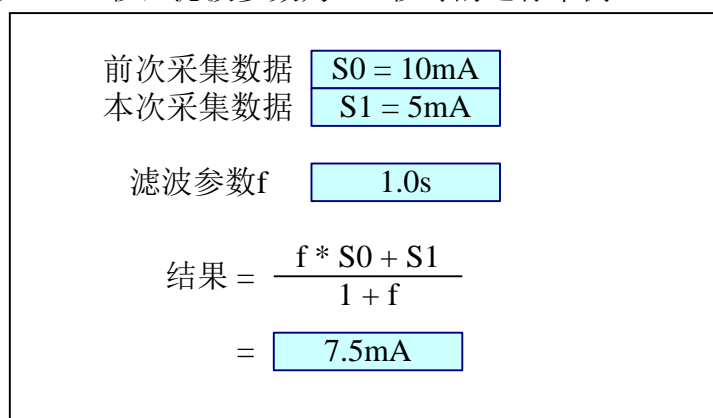 前次采集数据 S0 = 10mA
本次采集数据 S1 = 5mA
滤波参数f 1.0s
结果 = f * S0 + S1
1 + f
= 7.5mA